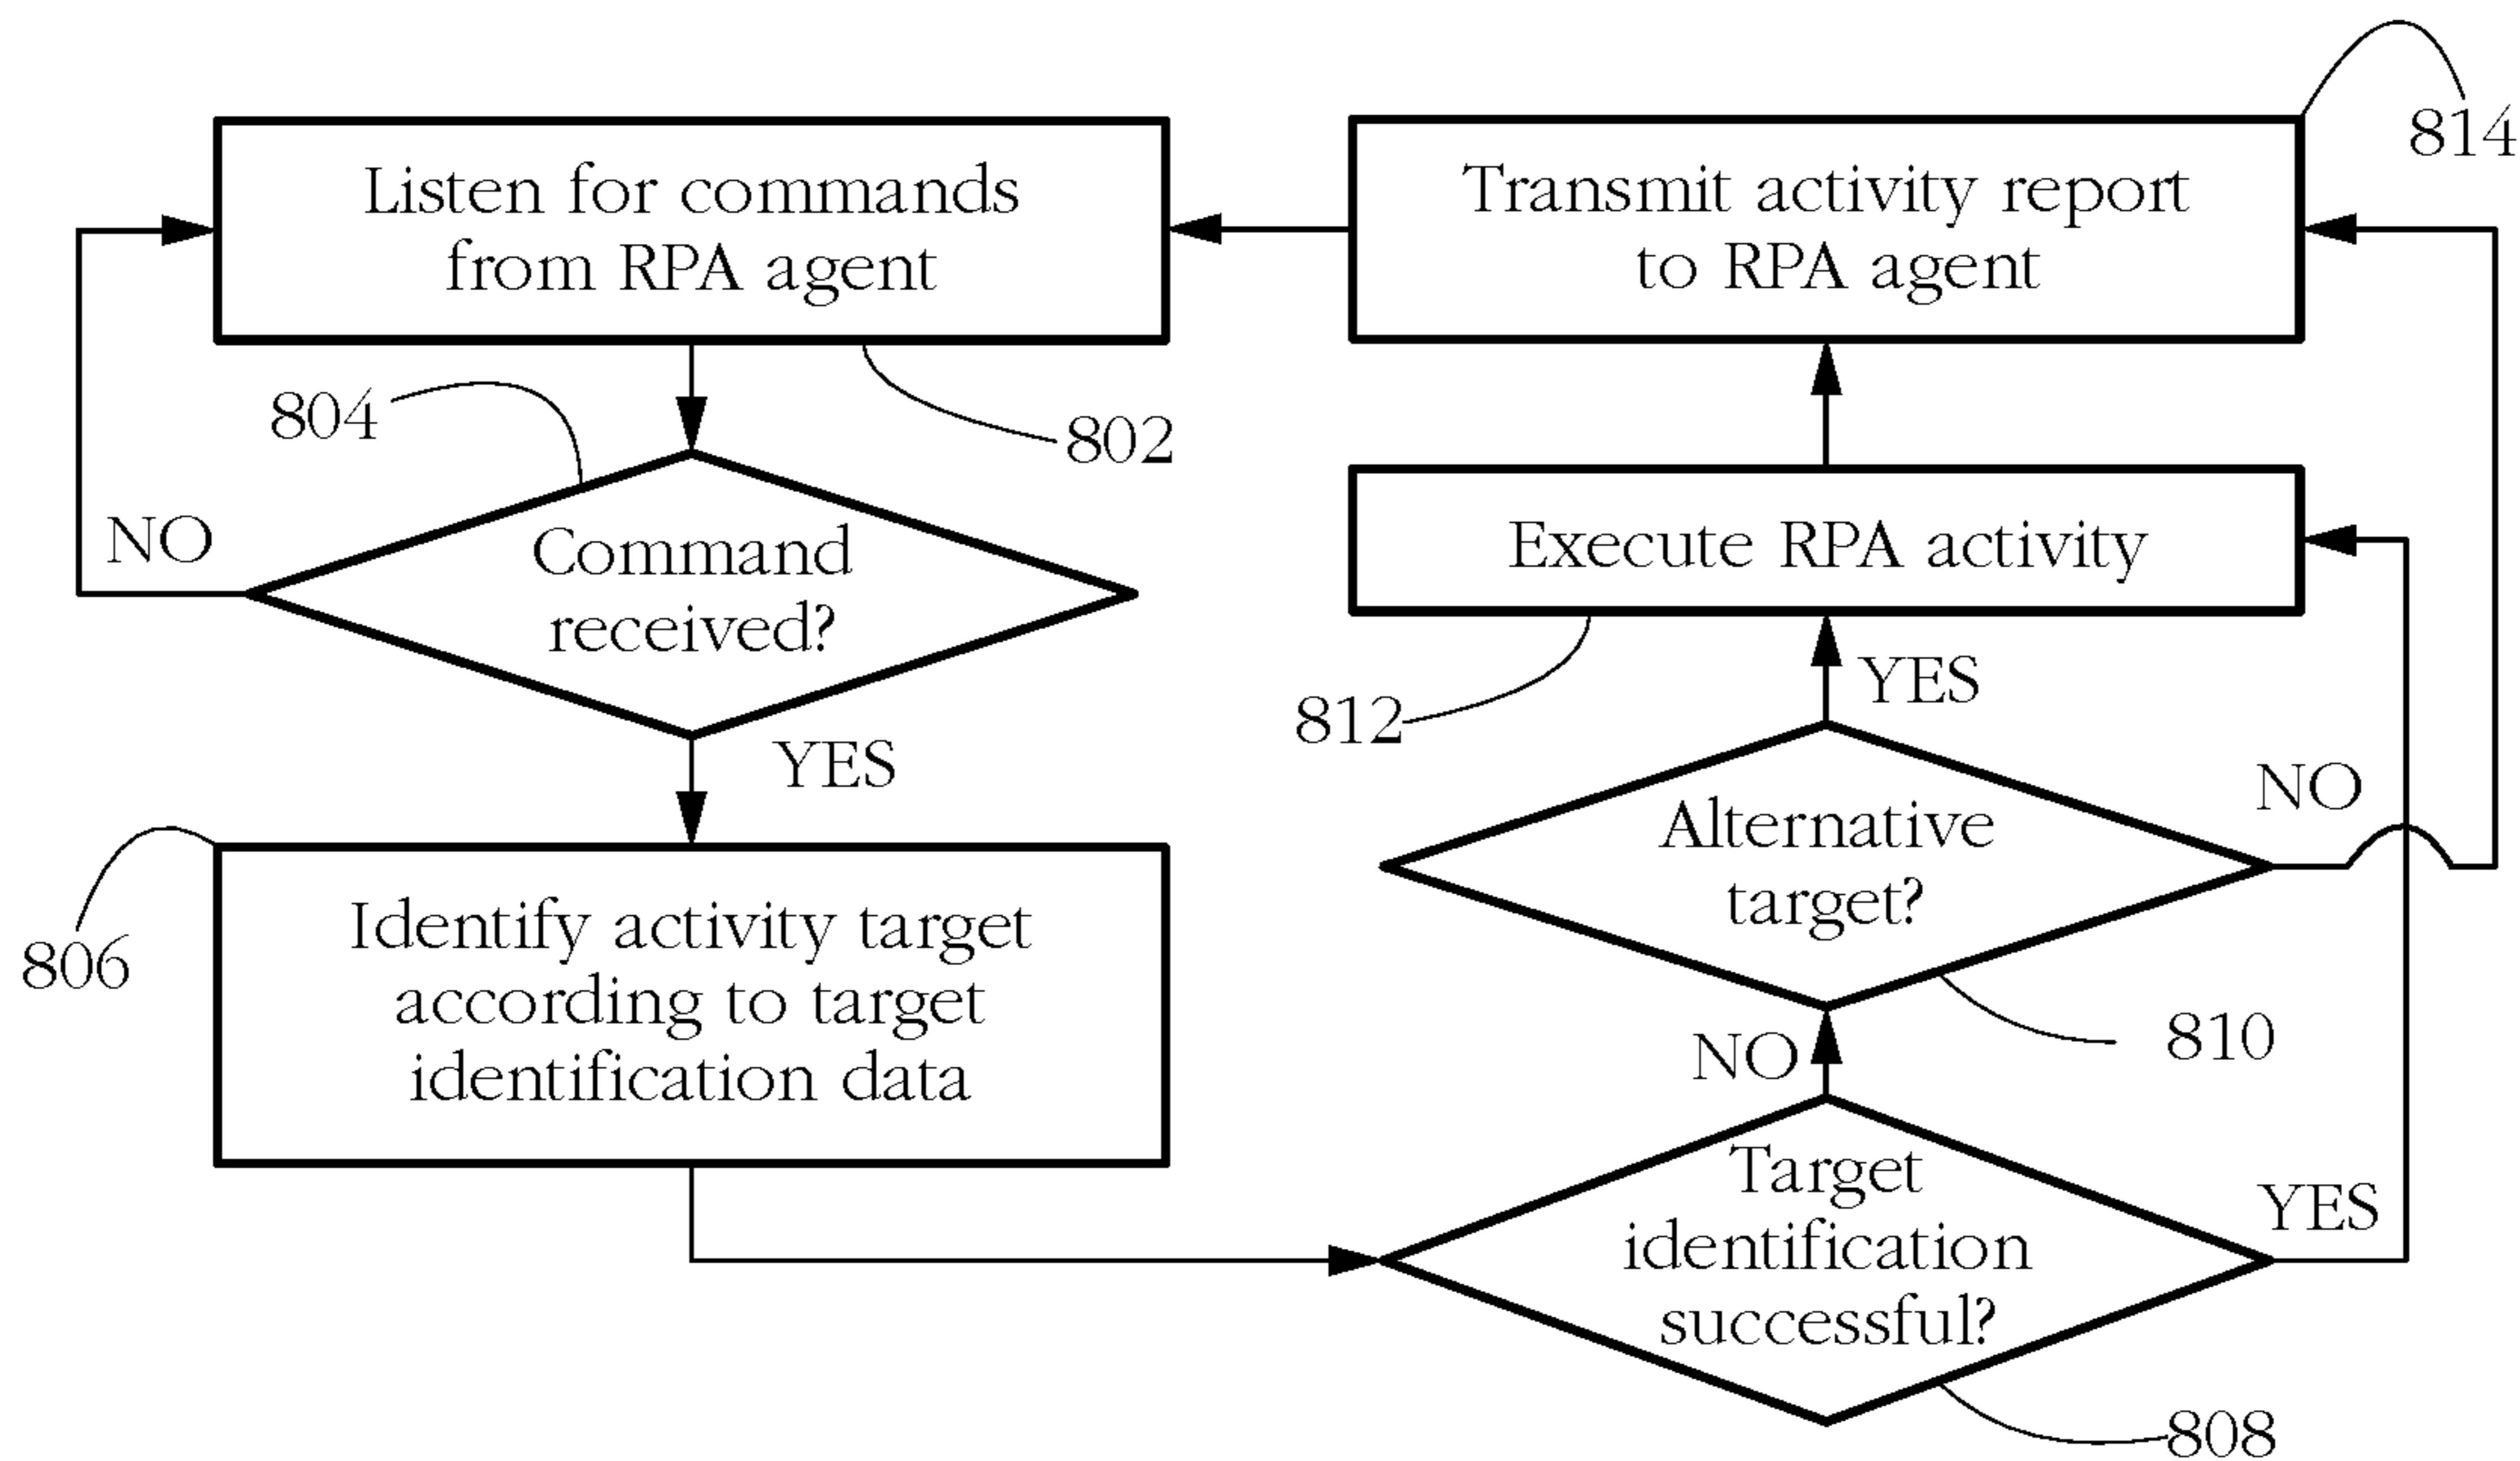 814
Listen for commands
from RPA agent
Transmit activity report
to RPA agent
804
802
NO
Command
received?
Execute RPA activity
YES
812
YES
NO
Alternative
target?
806
Identify activity target
according to target
identification data
810
NO
Target
identification
successful?
YES
808